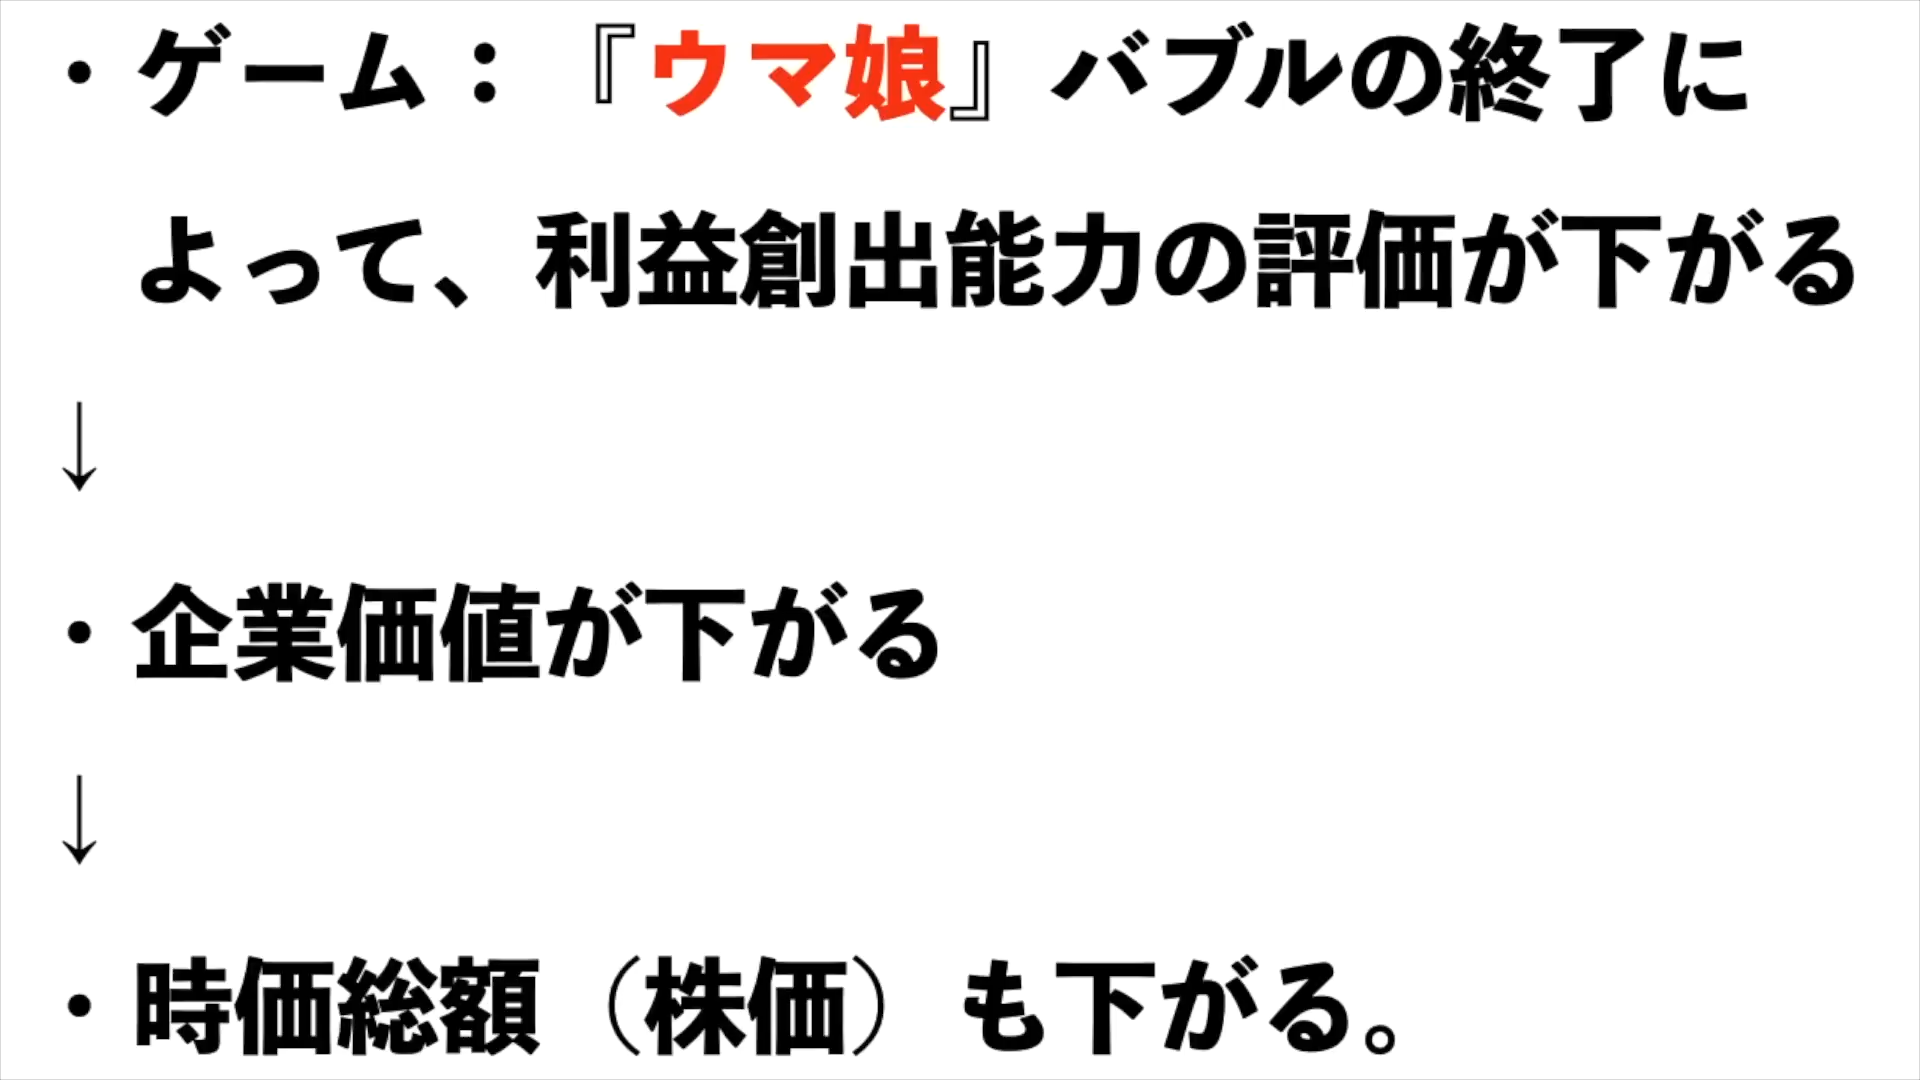 ・ゲーム：『ウマ娘』バブルの終了に
よって、利益創出能力の評価が下がる
↓
・企業価値が下がる
↓
・時価総額（株価）も下がる。